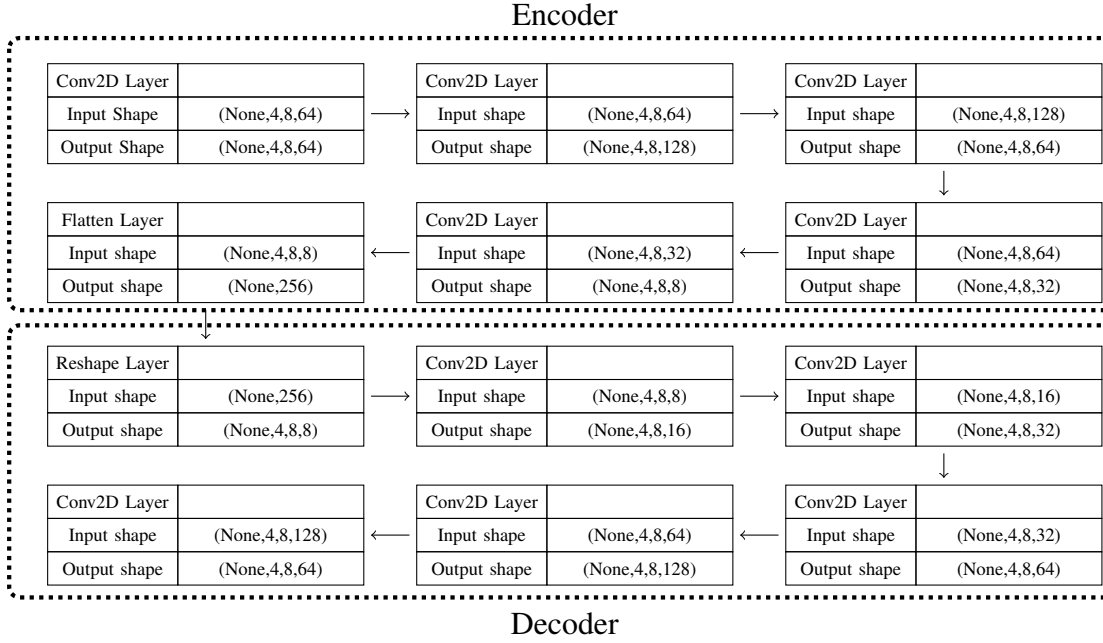 Encoder
Conv2D Layer
Input Shape (None,4,8,64)
Output Shape (None,4,8,64)
Conv2D Layer
Input shape (None,4,8,64)
Output shape (None,4,8,128)
Conv2D Layer
Input shape (None,4,8,128)
Output shape (None,4,8,64)
Conv2D Layer
Input shape (None,4,8,64)
Output shape (None,4,8,32)
Conv2D Layer
Input shape (None,4,8,32)
Output shape (None,4,8,8)
Flatten Layer
Input shape (None,4,8,8)
Output shape (None,256)
Reshape Layer
Input shape (None,256)
Output shape (None,4,8,8)
Conv2D Layer
Input shape (None,4,8,8)
Output shape (None,4,8,16)
Conv2D Layer
Input shape (None,4,8,16)
Output shape (None,4,8,32)
Conv2D Layer
Input shape (None,4,8,32)
Output shape (None,4,8,64)
Conv2D Layer
Input shape (None,4,8,64)
Output shape (None,4,8,128)
Conv2D Layer
Input shape (None,4,8,128)
Output shape (None,4,8,64)
Decoder